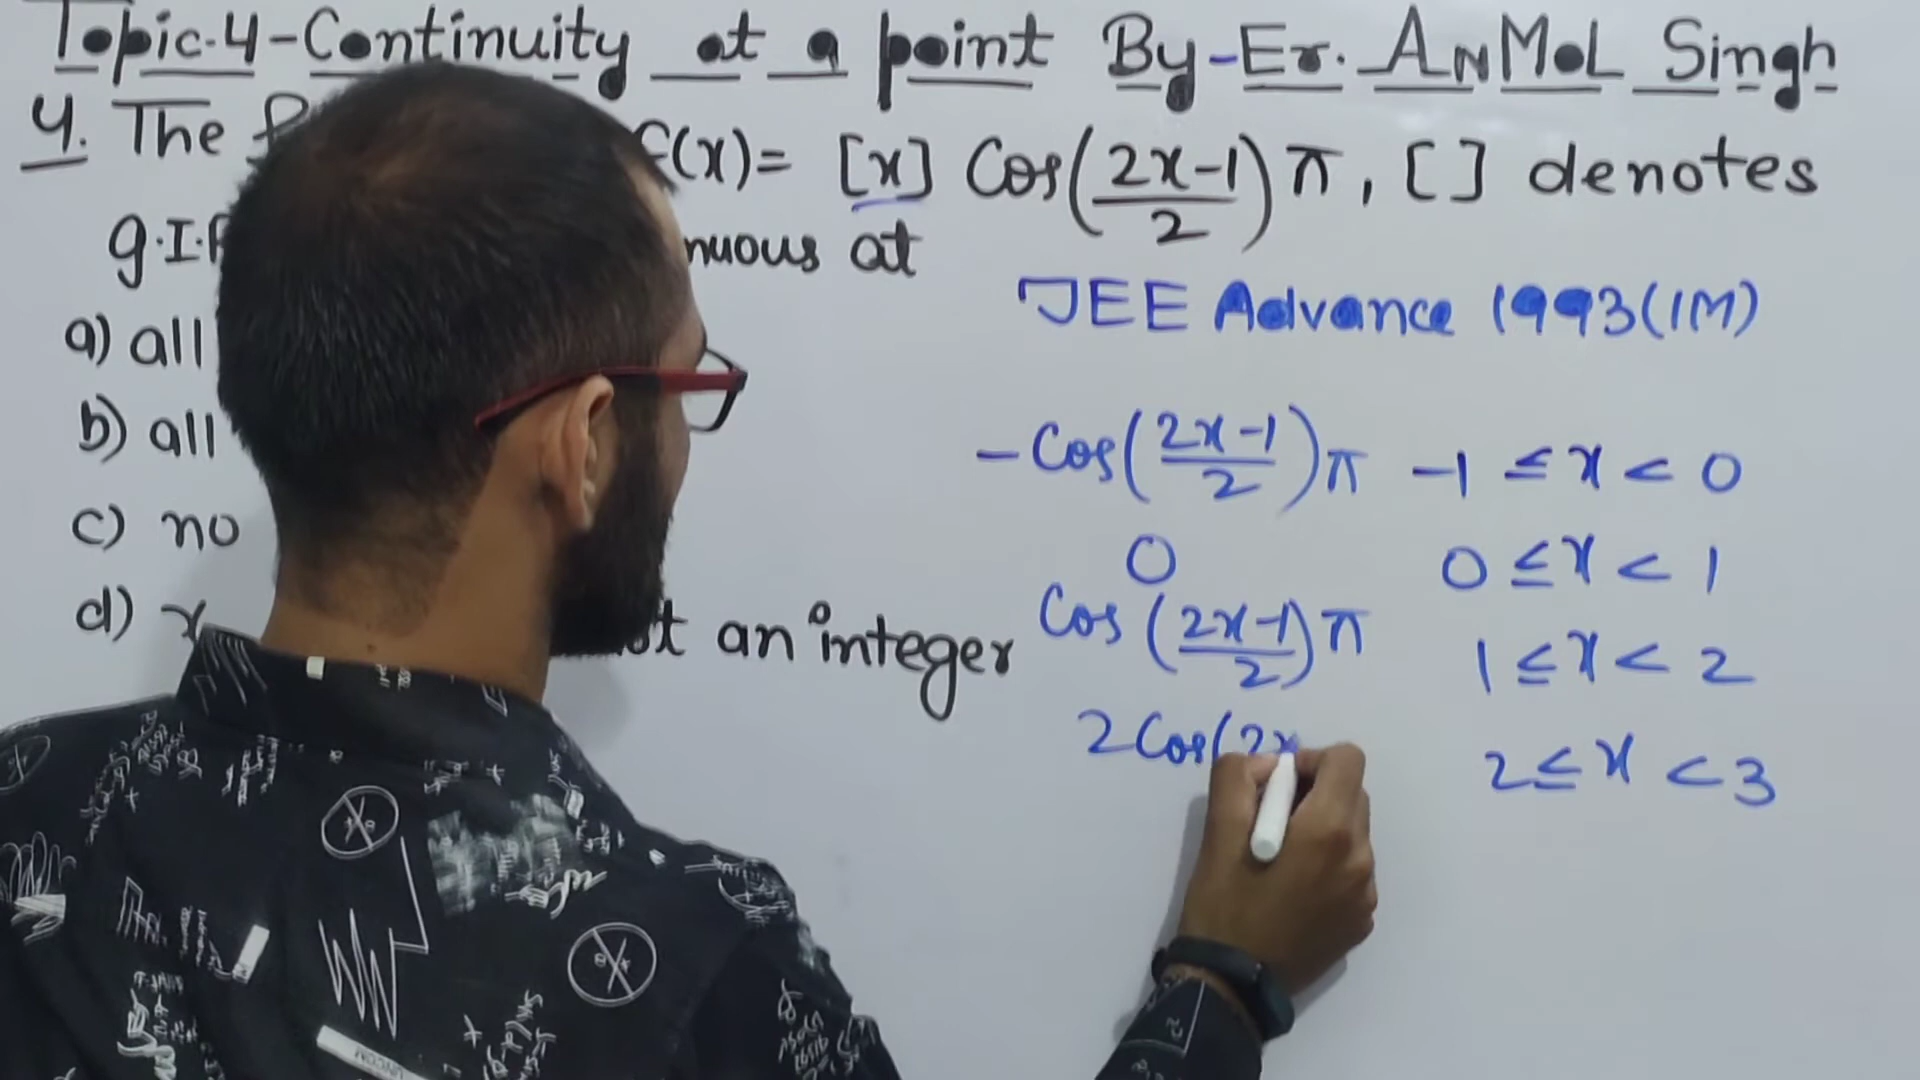 Topic-4-Continuity at a point By-Er. ANMOL Singh
4. The f(x)= [x] Cos((2x-1)/2)π, [] denotes
g.I.F nuous at
JEE Advance 1993(1M)
a) all
b) all
c) no
d) x an integer
-Cos((2x-1)/2)π -1 ≤ x < 0
0 0 ≤ x < 1
Cos((2x-1)/2)π 1 ≤ x < 2
2Cos(2x 2 ≤ x < 3